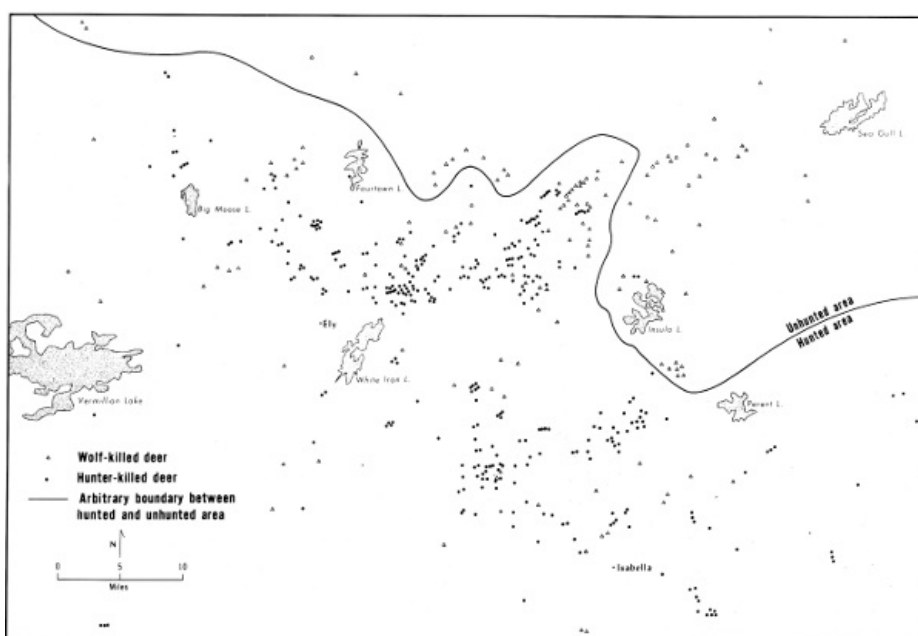 Sea Gull L.
Fourtown L.
Big Moose L.
Unhunted area
Hunted area
Insula L.
Ely
White Iron L.
Vermilion Lake
Parent L.
Wolf-killed deer
Hunter-killed deer
Arbitrary boundary between
hunted and unhunted area
N
0 5 10
Miles
Isabella